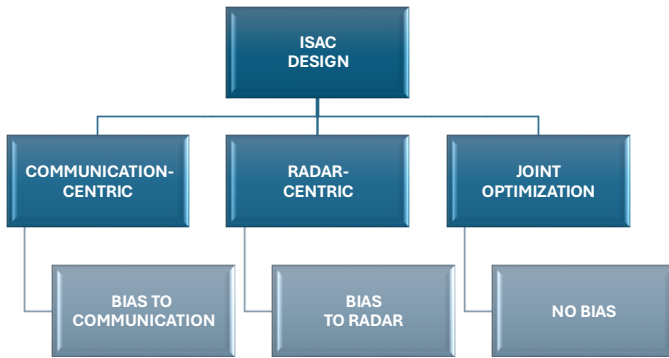 ISAC
DESIGN
COMMUNICATION-
CENTRIC
RADAR-
CENTRIC
JOINT
OPTIMIZATION
BIAS TO
COMMUNICATION
BIAS
TO RADAR
NO BIAS